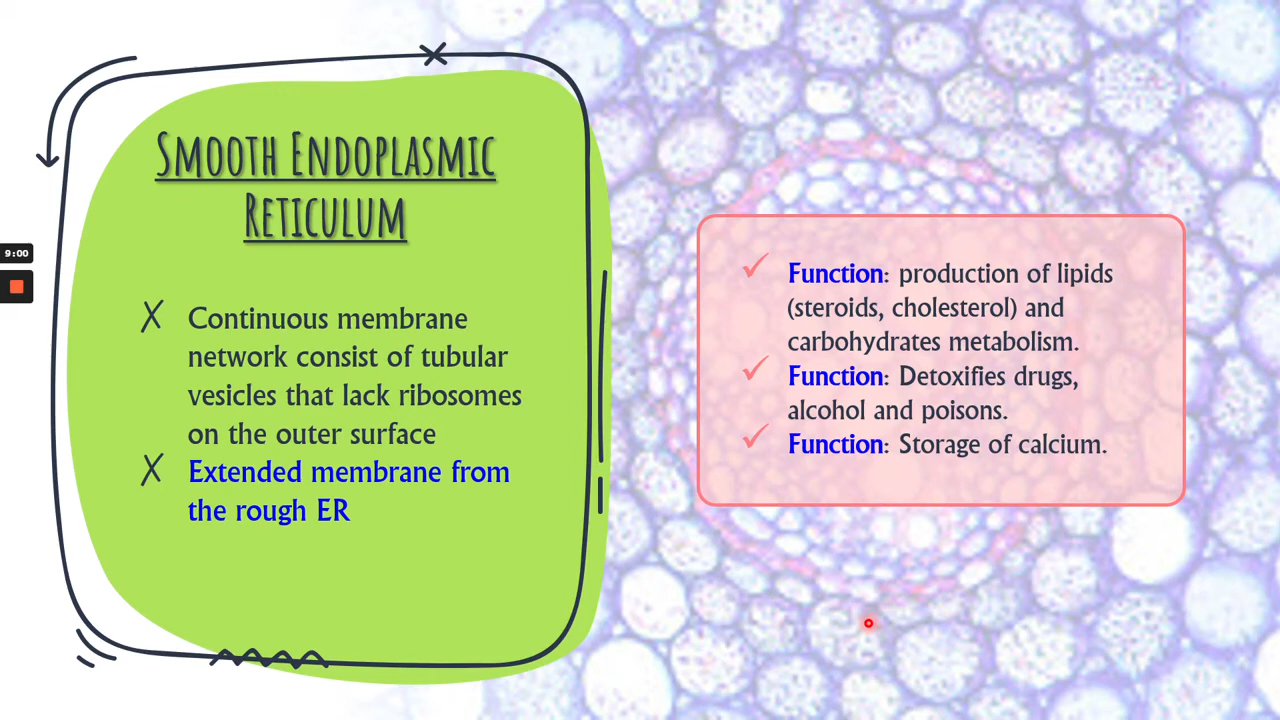 Smooth Endoplasmic
Reticulum
9:00
Continuous membrane
network consist of tubular
vesicles that lack ribosomes
on the outer surface
Extended membrane from
the rough ER
Function: production of lipids
(steroids, cholesterol) and
carbohydrates metabolism.
Function: Detoxifies drugs,
alcohol and poisons.
Function: Storage of calcium.